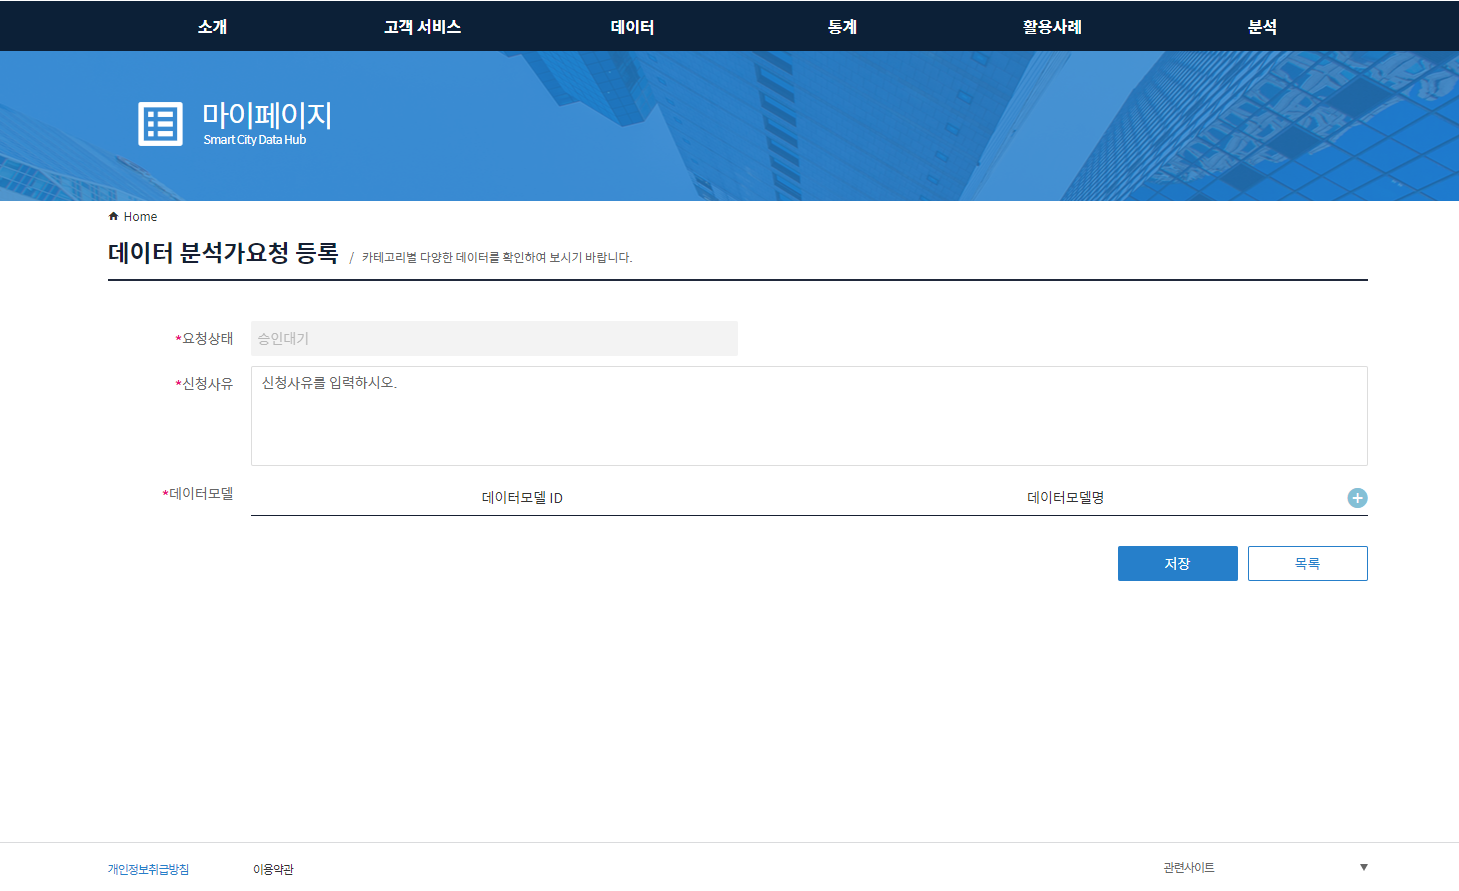 소개 고객 서비스 데이터 통계 활용사례 분석
마이페이지
Smart City Data Hub
Home
데이터 분석가요청 등록 / 카테고리별 다양한 데이터를 확인하여 보시기 바랍니다.
*요청상태 승인대기
*신청사유 신청사유를 입력하시오.
*데이터모델 데이터모델 ID 데이터모델명
저장 목록
개인정보취급방침 이용약관 관련사이트